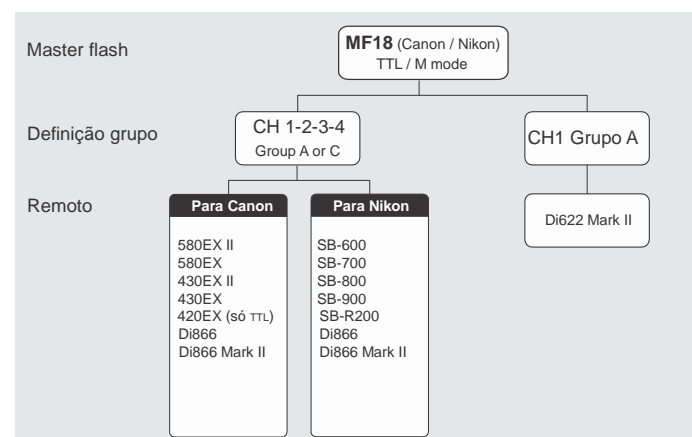 Master flash
MF18 (Canon / Nikon)
TTL / M mode
Definição grupo
CH 1-2-3-4
Group A or C
CH1 Grupo A
Remoto
Para Canon
580EX II
580EX
430EX II
430EX
420EX (só TTL)
Di866
Di866 Mark II
Para Nikon
SB-600
SB-700
SB-800
SB-900
SB-R200
Di866
Di866 Mark II
Di622 Mark II